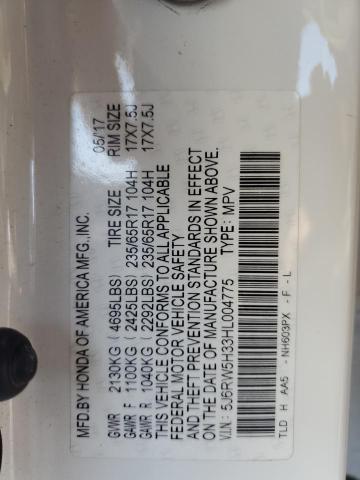 MFD.BY HONDA OF AMERICA MFG.,INC. 05/17
TIRE SIZE RIM SIZE
GVWR 2130KG ( 4695LBS)
GAWR F 1100KG ( 2425LBS) 235/65R17 104H 17X7.5J
GAWR R 1040KG ( 2292LBS) 235/65R17 104H 17X7.5J
THIS VEHICLE CONFORMS TO ALL APPLICABLE
FEDERAL MOTOR VEHICLE SAFETY
AND THEFT PREVENTION STANDARDS IN EFFECT
ON THE DATE OF MANUFACTURE SHOWN ABOVE.
V.I.N.: 5J6RW5H33HL004775 TYPE: MPV
TLD H AA5 - NH603PX - F - L